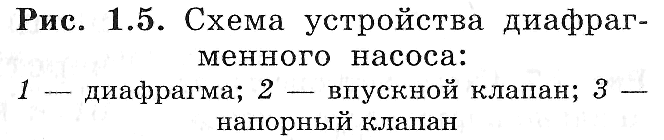 Рис. 1.5. Схема устройства диафраг-
менного насоса:
1 — диафрагма; 2 — впускной клапан; 3 —
напорный клапан